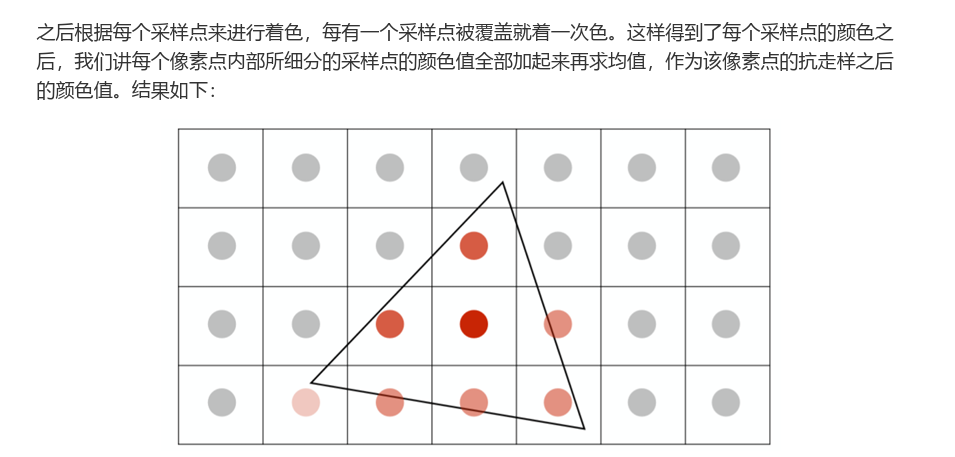 之后根据每个采样点来进行着色，每有一个采样点被覆盖就着一次色。这样得到了每个采样点的颜色之
后，我们讲每个像素点内部所细分的采样点的颜色值全部加起来再求均值，作为该像素点的抗走样之后
的颜色值。结果如下：